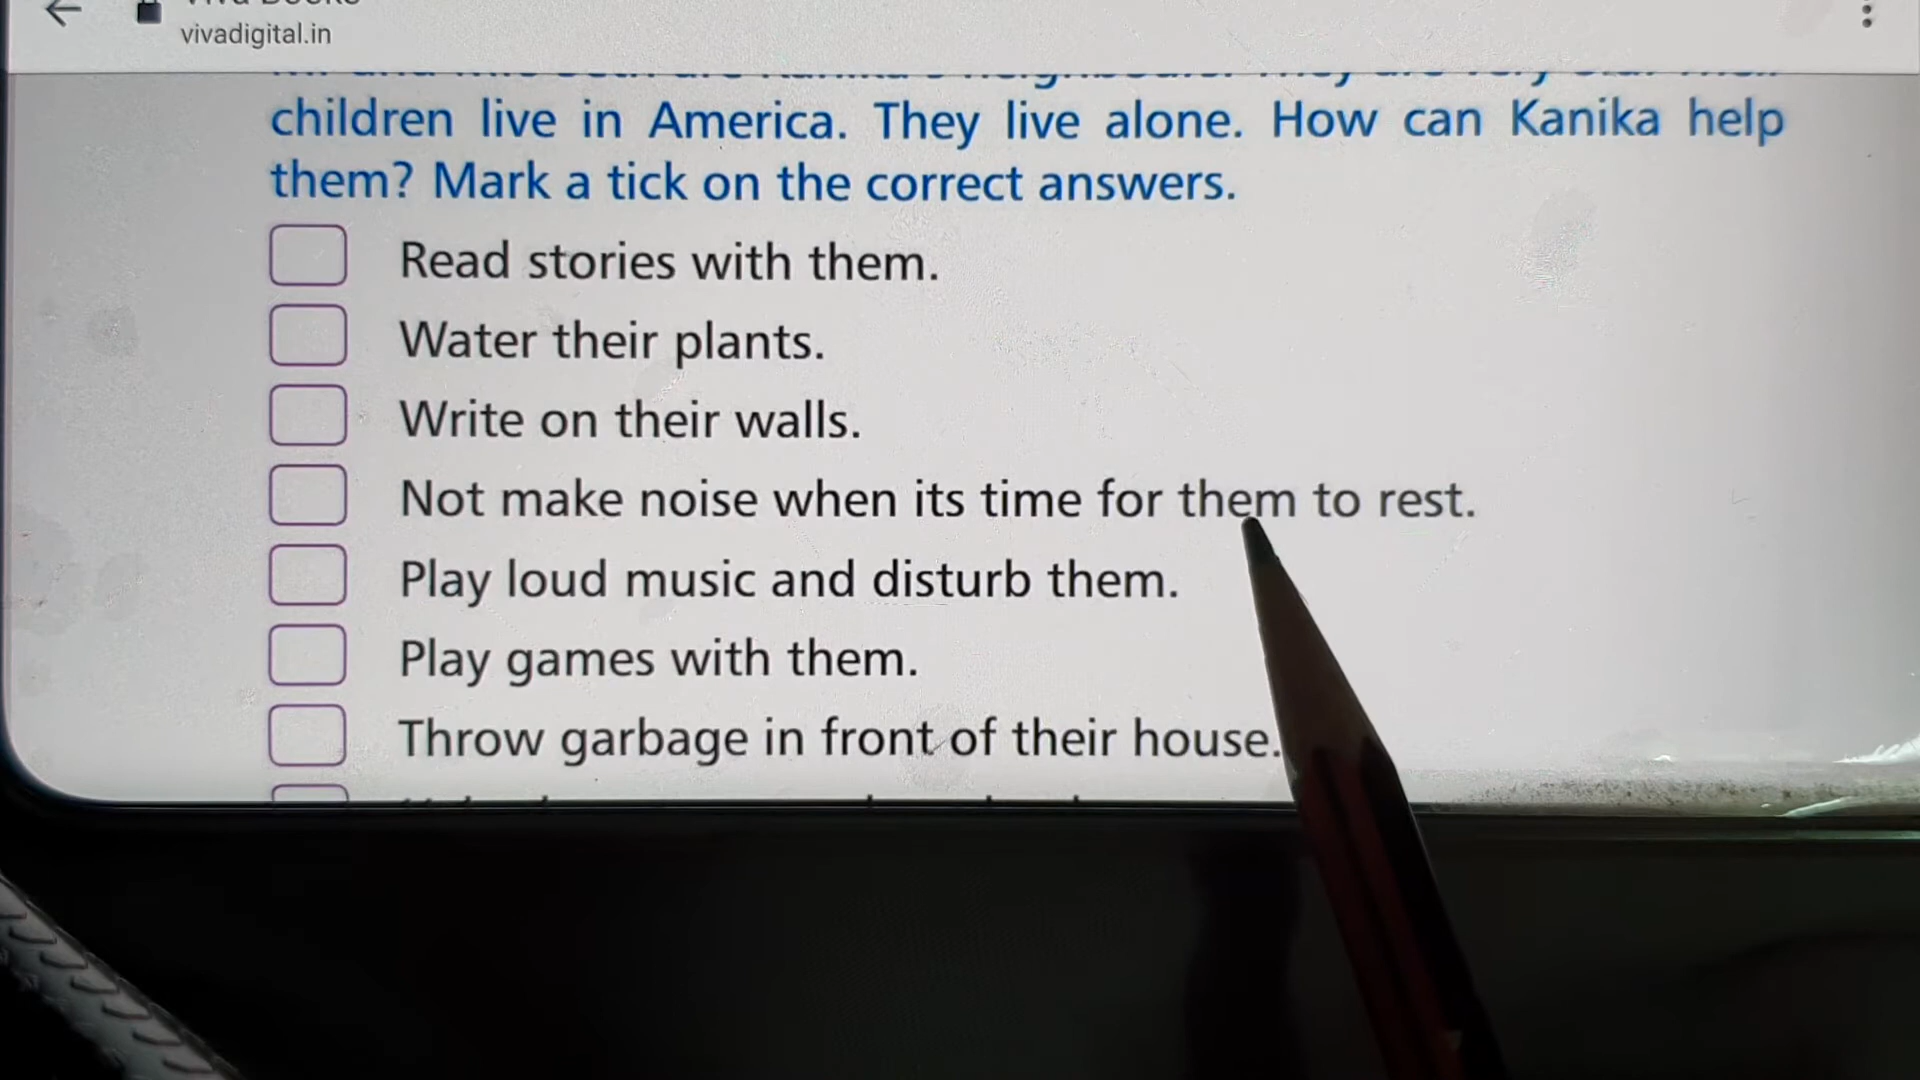 vivadigital.in
children live in America. They live alone. How can Kanika help
them? Mark a tick on the correct answers.
Read stories with them.
Water their plants.
Write on their walls.
Not make noise when its time for them to rest.
Play loud music and disturb them.
Play games with them.
Throw garbage in front of their house.